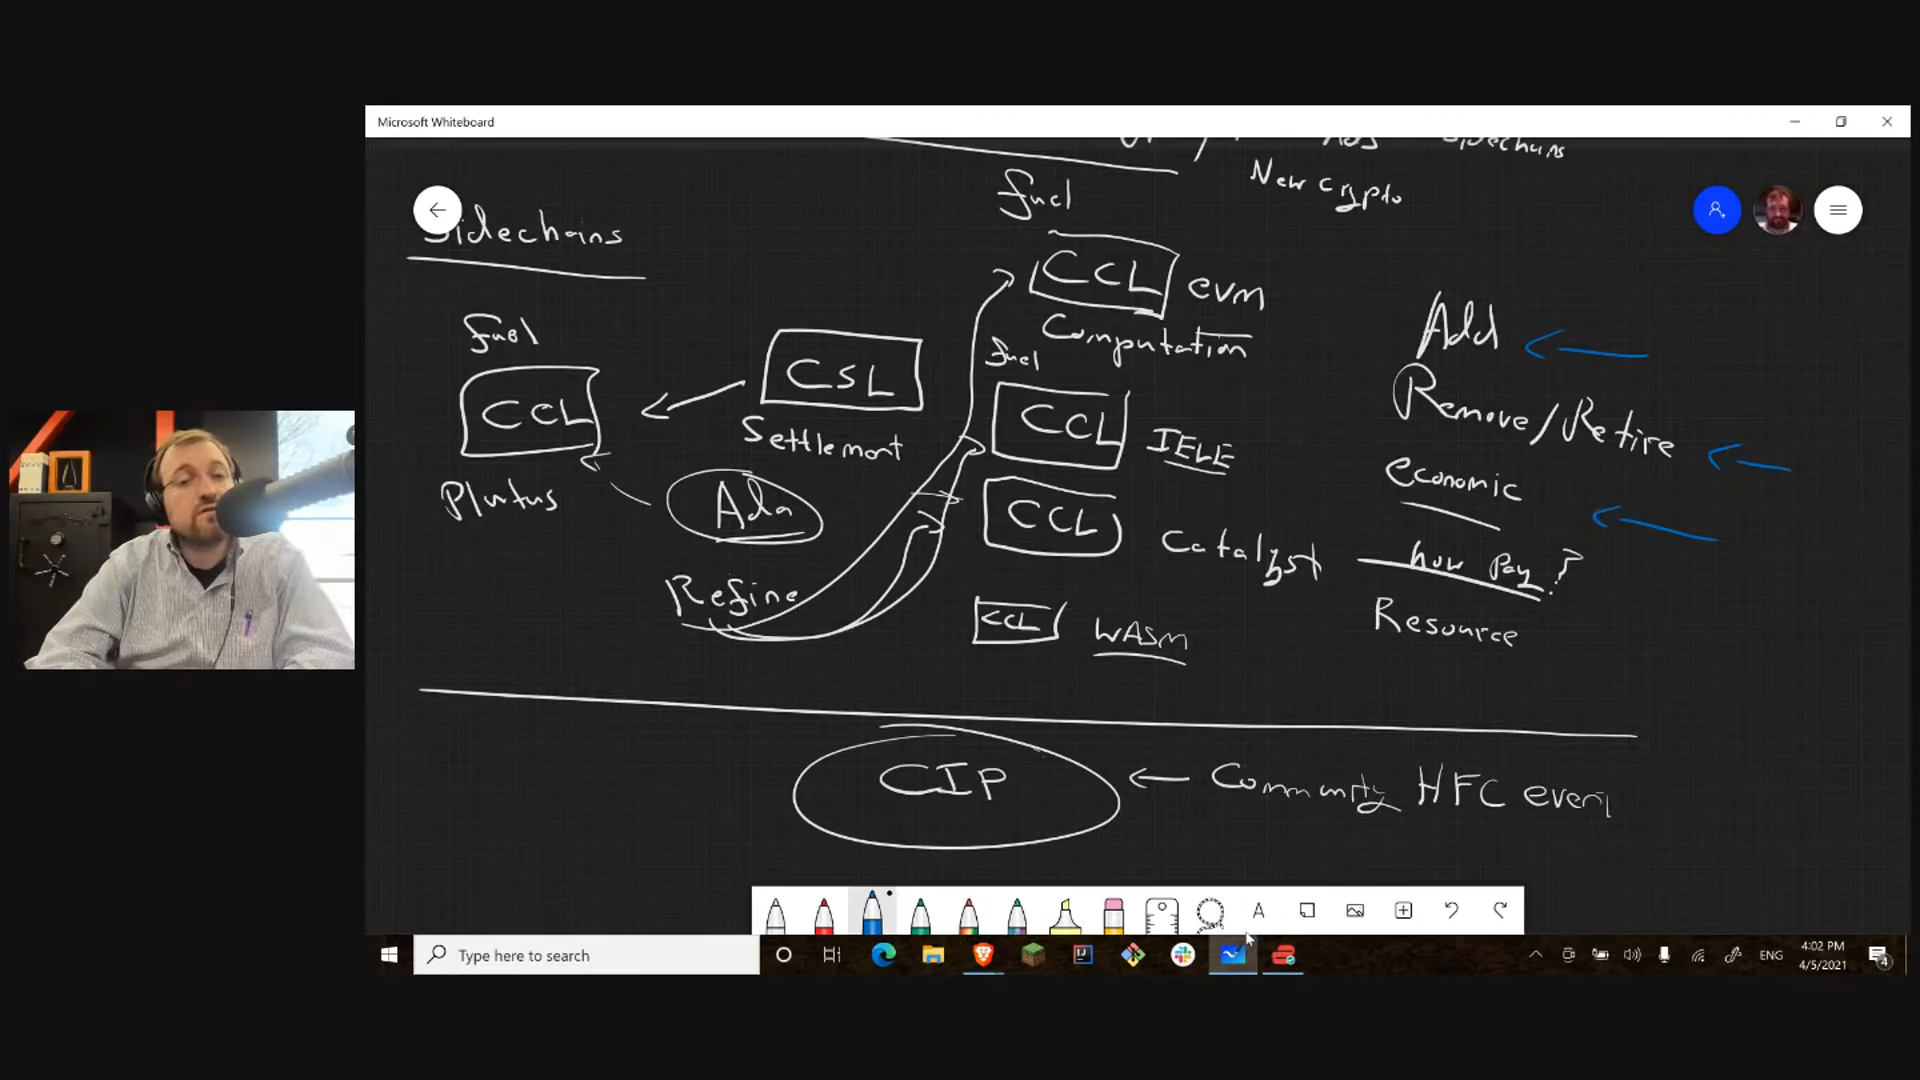 Microsoft Whiteboard
Sidechains
New crypto
fuel
Sidechains
CCL evm
Computation
fuel
CCL
Plutus
CSL
Settlement
Ada
Refine
fuel
CCL IELE
CCL Catalyst
CCL WASM
Add
Remove/Retire
economic
how pay?
Resource
CIP ← Community HFC event
A
Type here to search
ENG
4:02 PM
4/5/2021
4